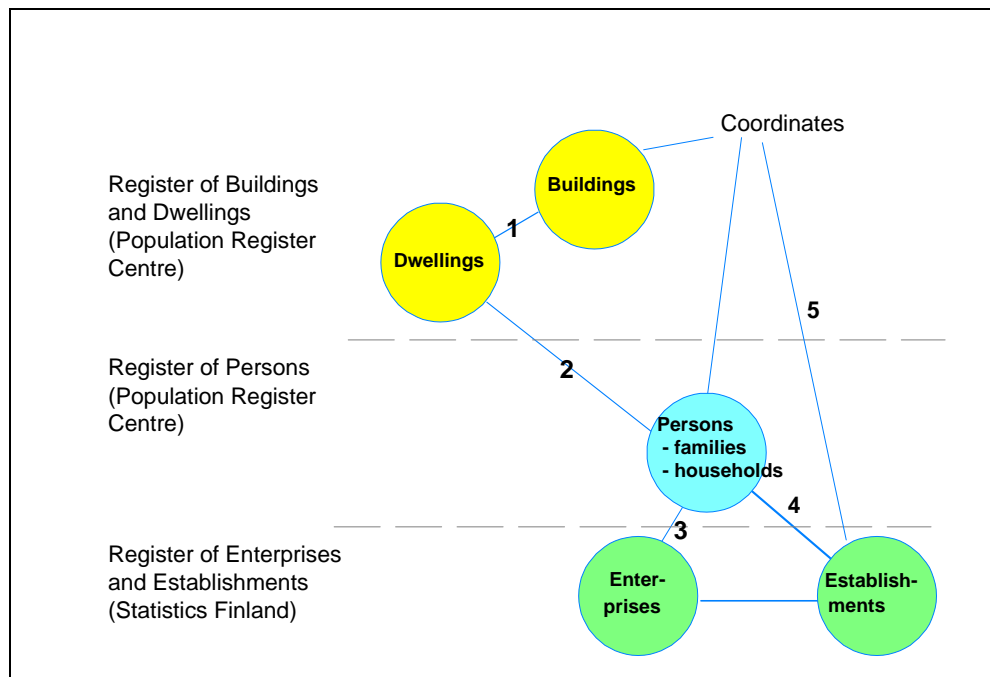 Coordinates
Register of Buildings
and Dwellings
(Population Register
Centre)
Buildings
1
Dwellings
5
2
Register of Persons
(Population Register
Centre)
Persons
- families
- households
4
3
Register of Enterprises
and Establishments
(Statistics Finland)
Enter-
prises
Establish-
ments